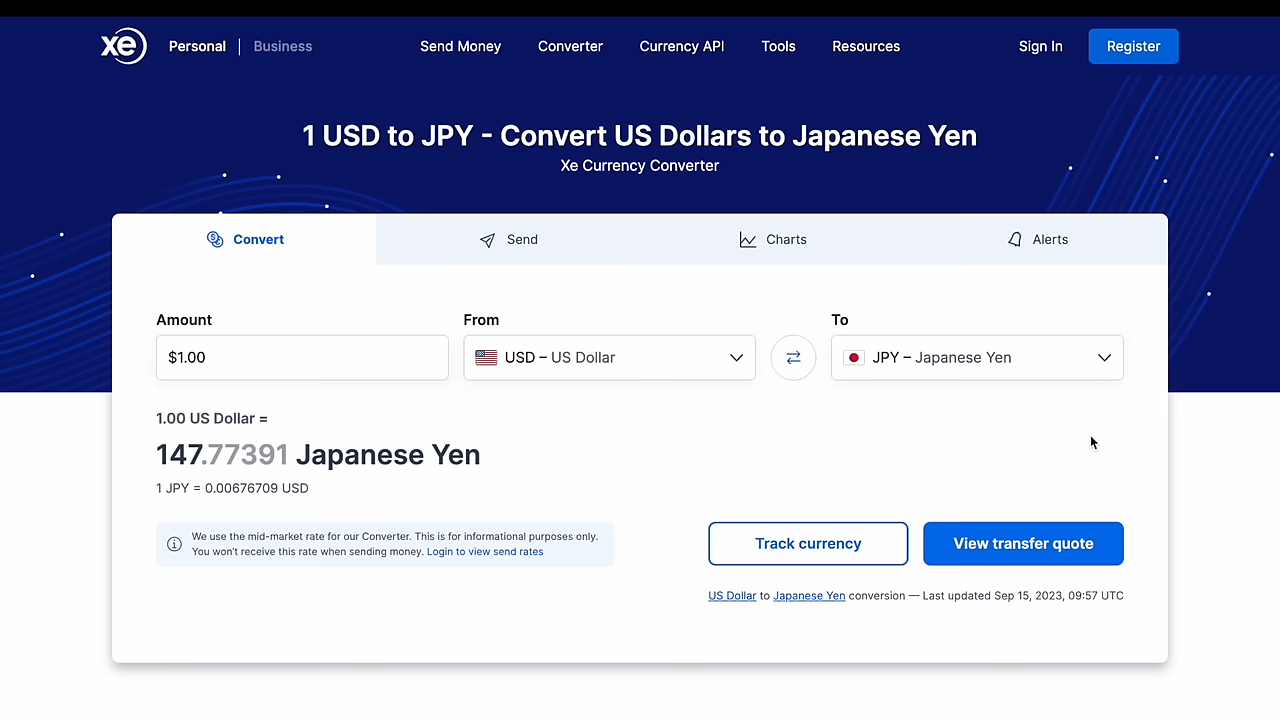 xe Personal | Business Send Money Converter Currency API Tools Resources Sign In Register
1 USD to JPY - Convert US Dollars to Japanese Yen
Xe Currency Converter
Convert Send Charts Alerts
Amount From To
$1.00 USD – US Dollar JPY – Japanese Yen
1.00 US Dollar =
147.77391 Japanese Yen
1 JPY = 0.00676709 USD
We use the mid-market rate for our Converter. This is for informational purposes only.
You won't receive this rate when sending money. Login to view send rates
Track currency View transfer quote
US Dollar to Japanese Yen conversion — Last updated Sep 15, 2023, 09:57 UTC